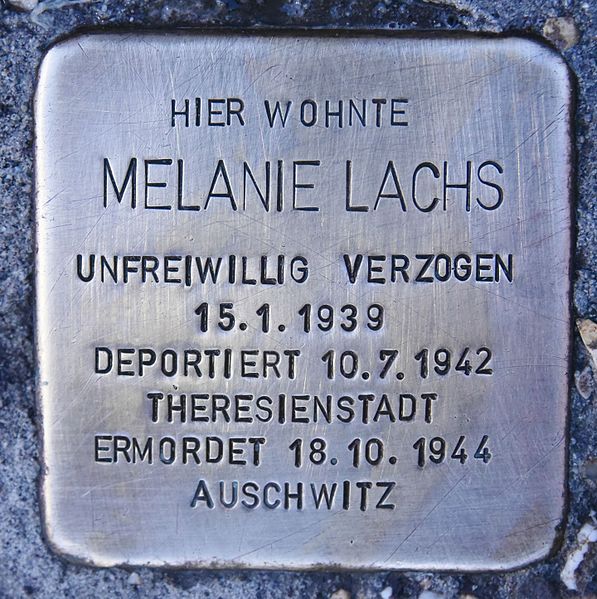 HIER WOHNTE
MELANIE LACHS
UNFREIWILLIG VERZOGEN
15.1.1939
DEPORTIERT 10.7.1942
THERESIENSTADT
ERMORDET 18.10.1944
AUSCHWITZ